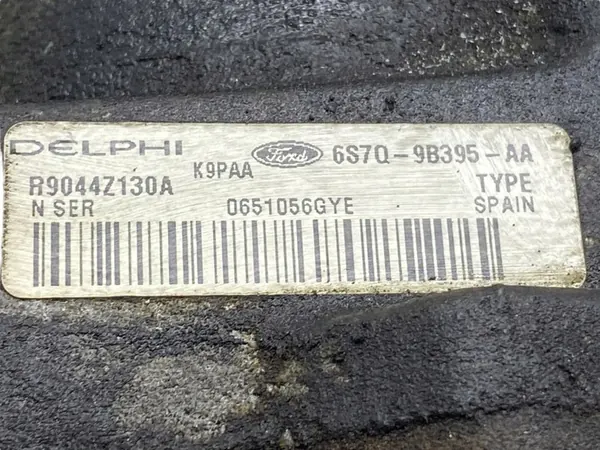 DELPHI K9PAA Ford 6S7Q-9B395-AA
R9044Z130A TYPE
N SER 0651056GYE SPAIN